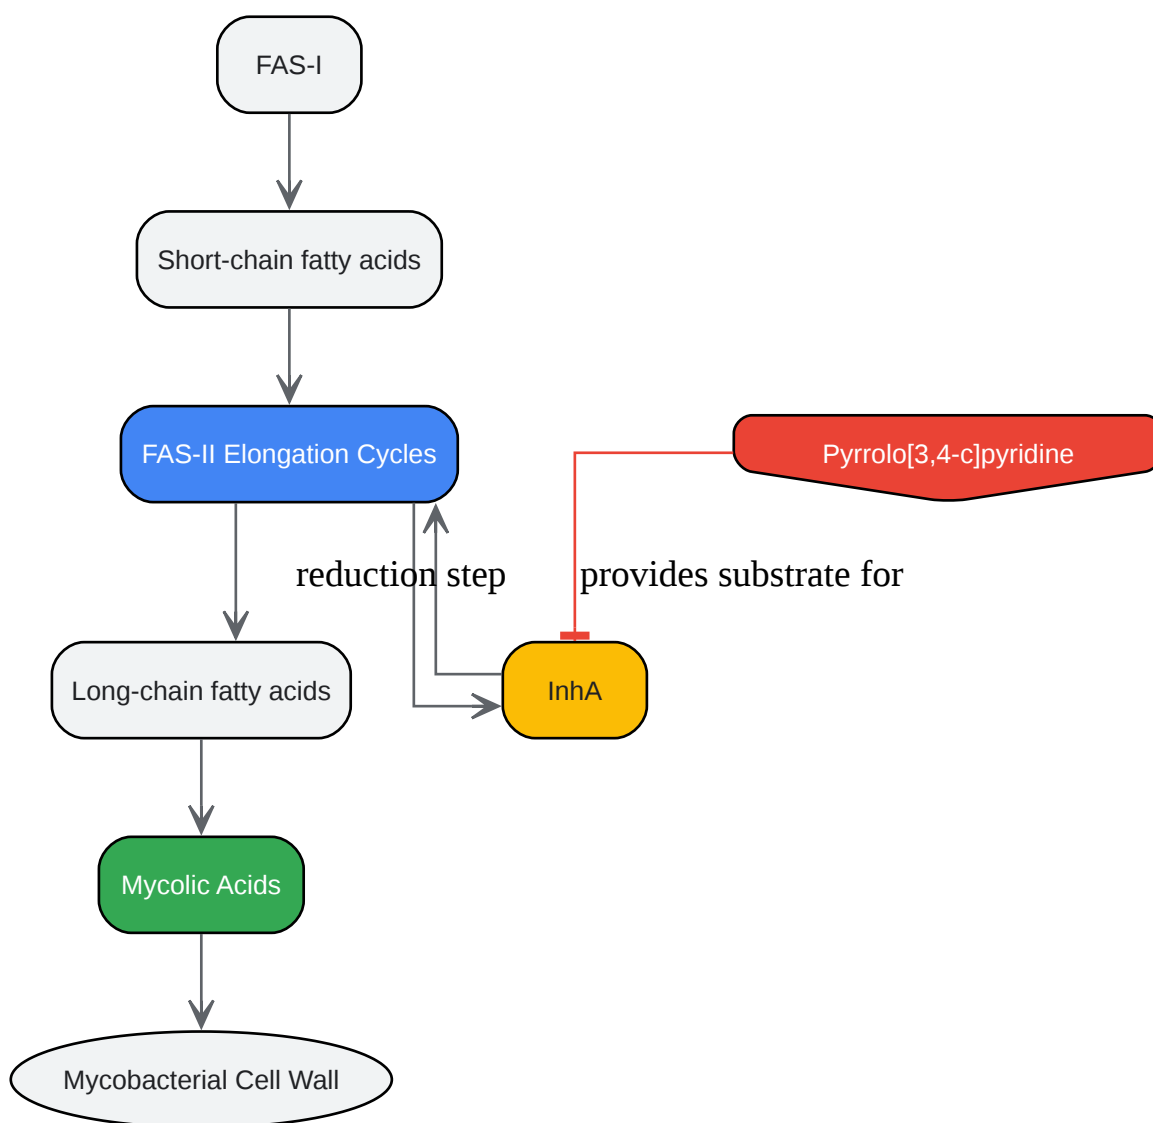 FAS-I
Short-chain fatty acids
FAS-II Elongation Cycles
Pyrrolo[3,4-c]pyridine
reduction step
provides substrate for
Long-chain fatty acids
InhA
Mycolic Acids
Mycobacterial Cell Wall